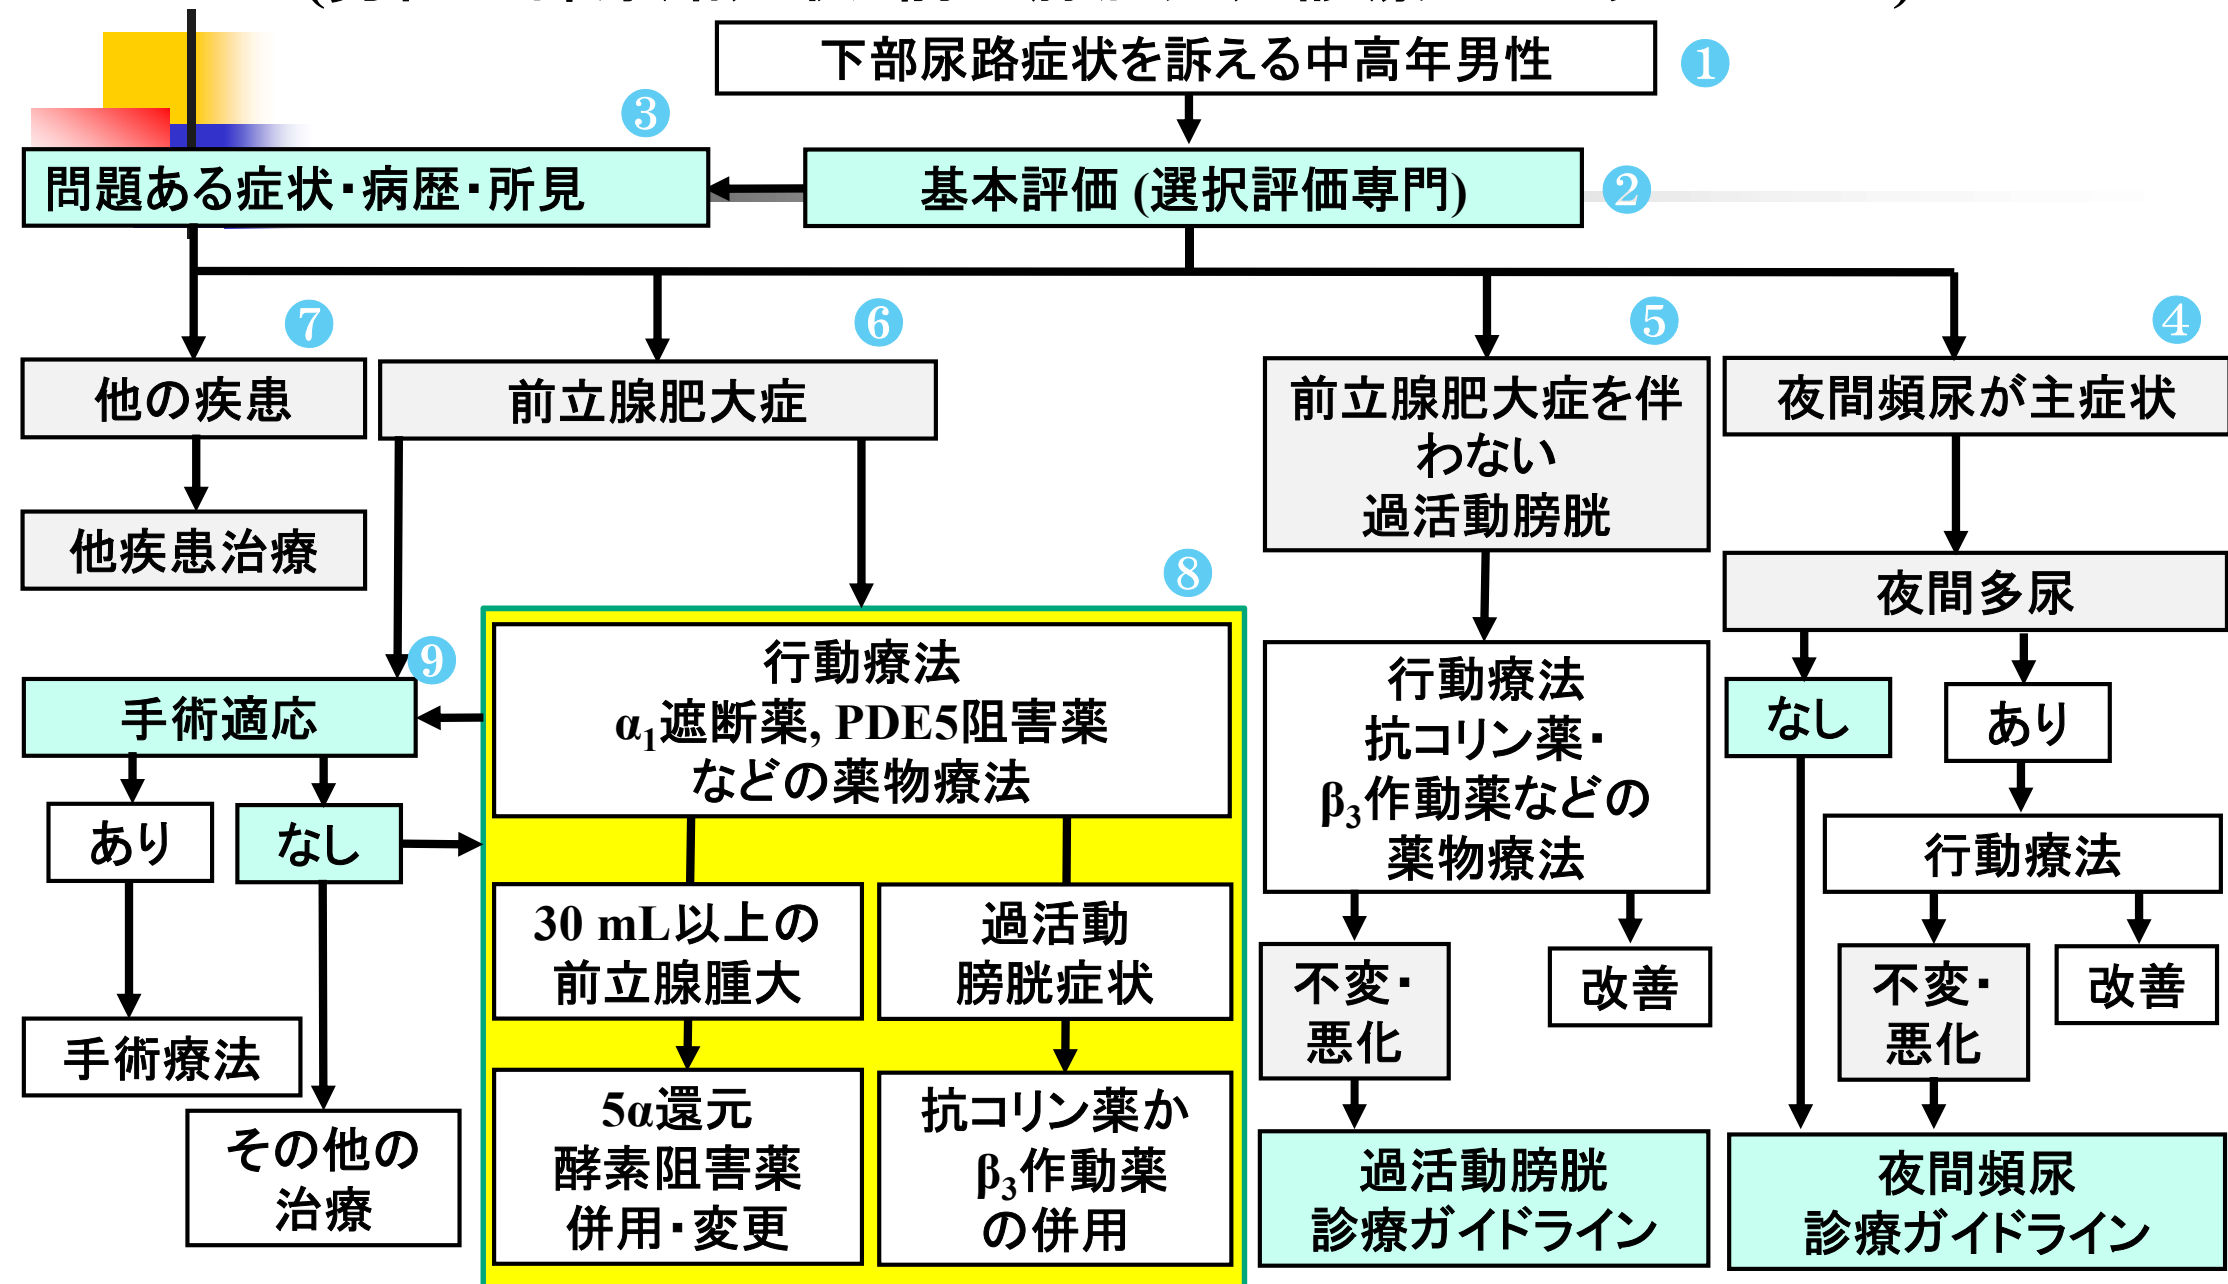 下部尿路症状を訴える中高年男性
❶
❸
問題ある症状・病歴・所見
基本評価 (選択評価専門)
❷
❼
❻
❺
❹
他の疾患
前立腺肥大症
前立腺肥大症を伴
わない
過活動膀胱
夜間頻尿が主症状
他疾患治療
夜間多尿
❽
❾
手術適応
行動療法
α1遮断薬, PDE5阻害薬
などの薬物療法
行動療法
抗コリン薬・
β3作動薬などの
薬物療法
なし
あり
あり
なし
行動療法
30 mL以上の
前立腺腫大
過活動
膀胱症状
不変・
悪化
改善
不変・
悪化
改善
手術療法
その他の
治療
5α還元
酵素阻害薬
併用・変更
抗コリン薬か
β3作動薬
の併用
過活動膀胱
診療ガイドライン
夜間頻尿
診療ガイドライン